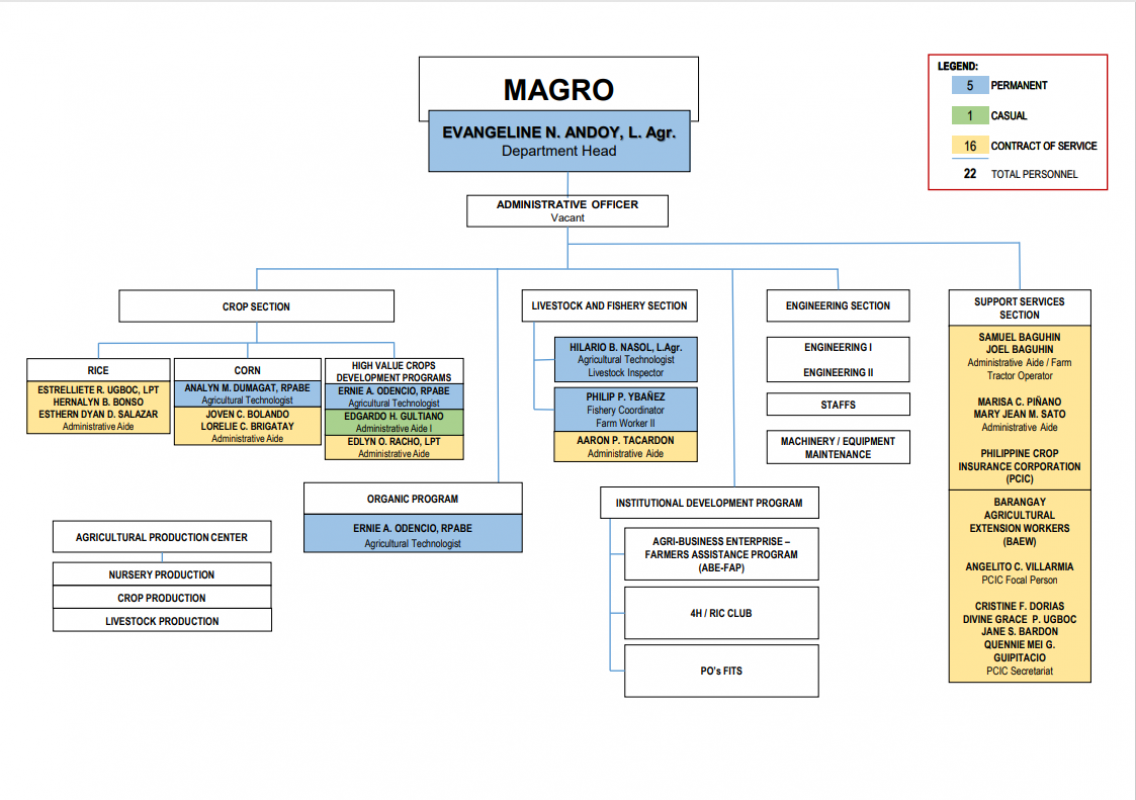 MAGRO
EVANGELINE N. ANDOY, L. Agr.
Department Head
LEGEND:
5 PERMANENT
1 CASUAL
16 CONTRACT OF SERVICE
22 TOTAL PERSONNEL
ADMINISTRATIVE OFFICER
Vacant
CROP SECTION
RICE
ESTRELLIETE R. UGBOC, LPT
HERNALYN B. BONSO
ESTHERN DYAN D. SALAZAR
Administrative Aide
CORN
ANALYN M. DUMAGAT, RPABE
Agricultural Technologist
JOVEN C. BOLANDO
LORELIE C. BRIGATAY
Administrative Aide
HIGH VALUE CROPS
DEVELOPMENT PROGRAMS
ERNIE A. ODENCIO, RPABE
Agricultural Technologist
EDGARDO H. GULTIANO
Administrative Aide I
EDLYN O. RACHO, LPT
Administrative Aide
ORGANIC PROGRAM
ERNIE A. ODENCIO, RPABE
Agricultural Technologist
AGRICULTURAL PRODUCTION CENTER
NURSERY PRODUCTION
CROP PRODUCTION
LIVESTOCK PRODUCTION
LIVESTOCK AND FISHERY SECTION
HILARIO B. NASOL, L.Agr.
Agricultural Technologist
Livestock Inspector
PHILIP P. YBAÑEZ
Fishery Coordinator
Farm Worker II
AARON P. TACARDON
Administrative Aide
INSTITUTIONAL DEVELOPMENT PROGRAM
AGRI-BUSINESS ENTERPRISE –
FARMERS ASSISTANCE PROGRAM
(ABE-FAP)
4H / RIC CLUB
PO's FITS
ENGINEERING SECTION
ENGINEERING I
ENGINEERING II
STAFFS
MACHINERY / EQUIPMENT
MAINTENANCE
SUPPORT SERVICES
SECTION
SAMUEL BAGUHIN
JOEL BAGUHIN
Administrative Aide / Farm
Tractor Operator
MARISA C. PIÑANO
MARY JEAN M. SATO
Administrative Aide
PHILIPPINE CROP
INSURANCE CORPORATION
(PCIC)
BARANGAY
AGRICULTURAL
EXTENSION WORKERS
(BAEW)
ANGELITO C. VILLARMIA
PCIC Focal Person
CRISTINE F. DORIAS
DIVINE GRACE P. UGBOC
JANE S. BARDON
QUENNIE MEI G.
GUIPITACIO
PCIC Secretariat